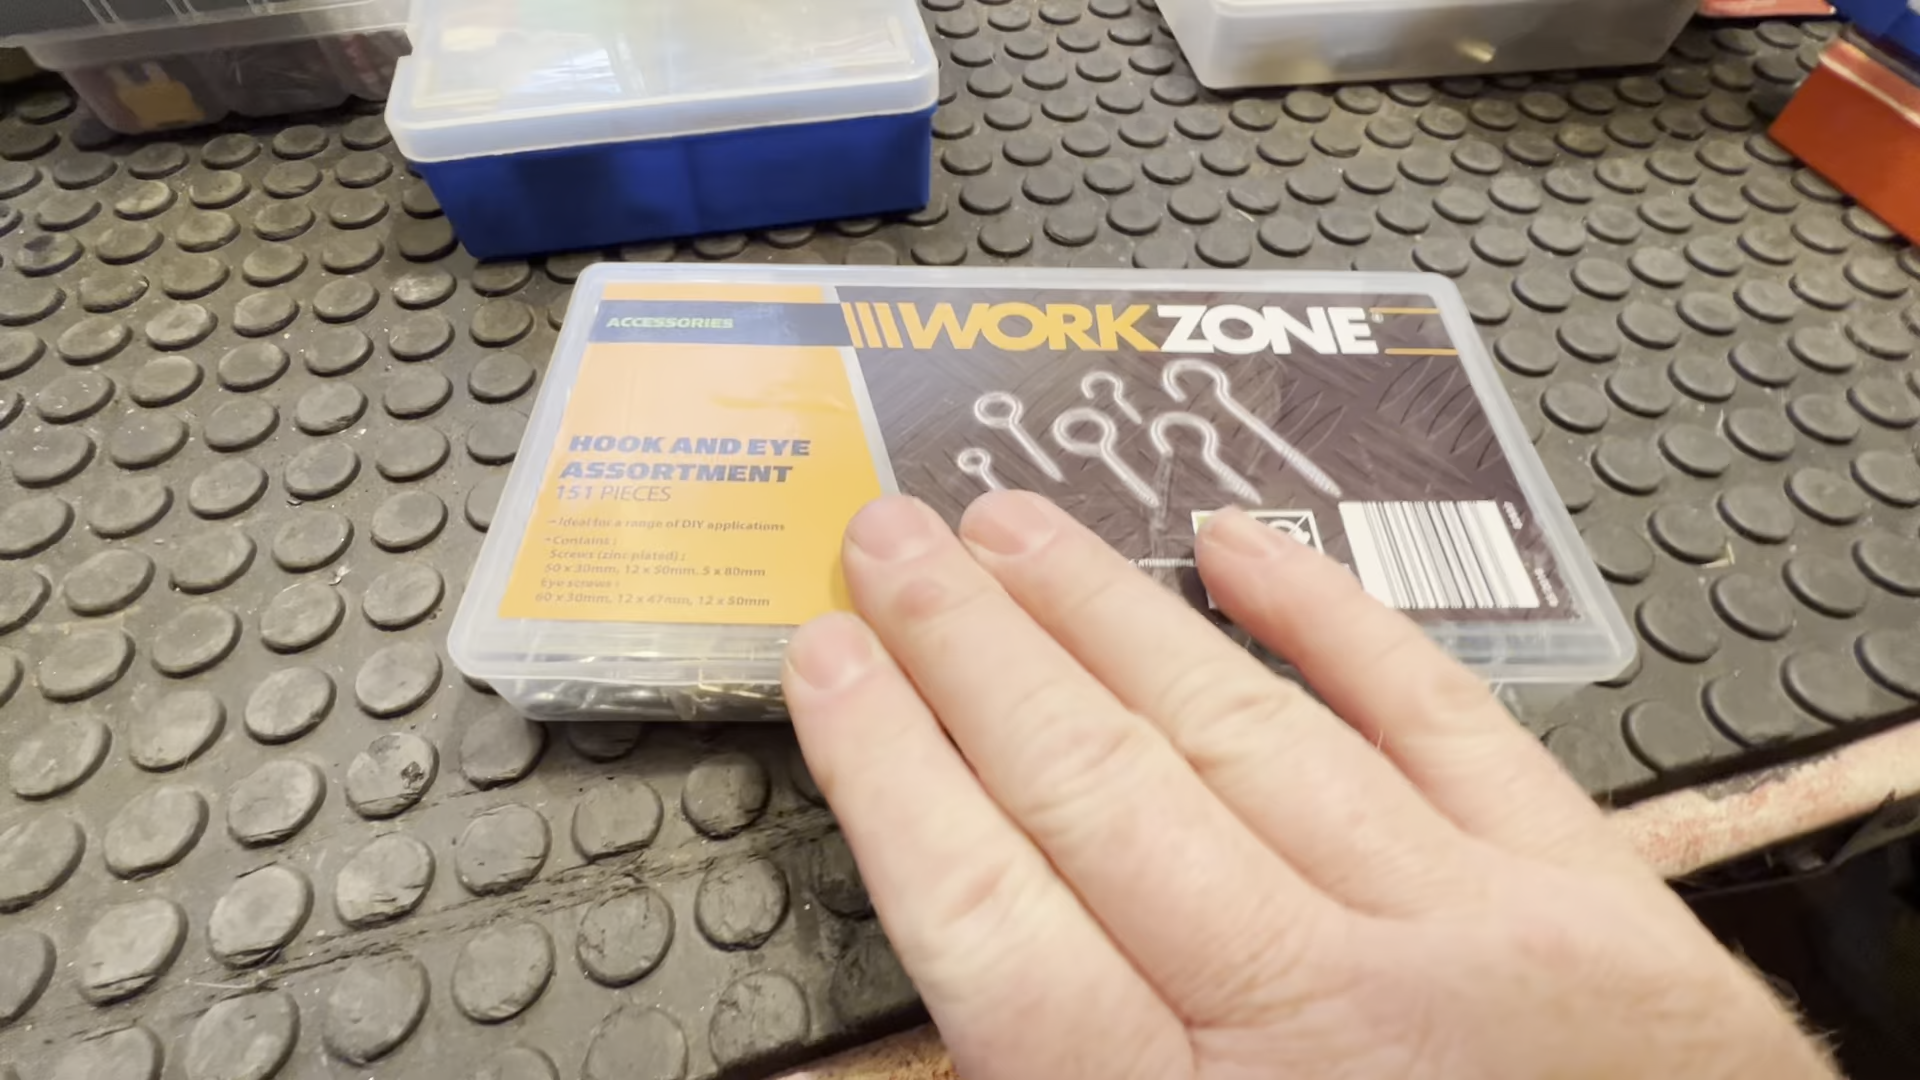 ACCESSORIES
WORKZONE®
HOOK AND EYE
ASSORTMENT
151 PIECES
- Ideal for a range of DIY applications
- Contains :
Screws (zinc plated) :
50 x 30mm, 12 x 50mm, 5 x 80mm
Eye screws :
60 x 30mm, 12 x 47mm, 12 x 50mm